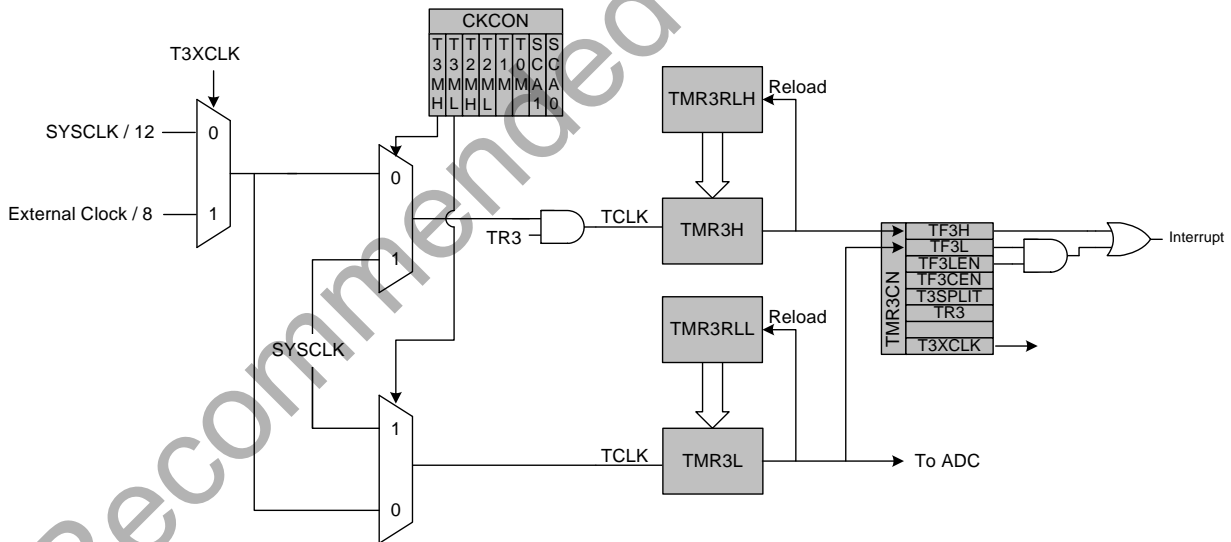 CKCON
T3MH
T3ML
T2MH
T2ML
T1M
T0M
SCA1
SCA0
T3XCLK
SYSCLK / 12
0
External Clock / 8
1
0
1
TR3
TCLK
TMR3RLH
Reload
TMR3H
SYSCLK
1
0
TCLK
TMR3RLL
Reload
TMR3L
To ADC
TMR3CN
TF3H
TF3L
TF3LEN
TF3CEN
T3SPLIT
TR3
T3XCLK
Interrupt
Recommended